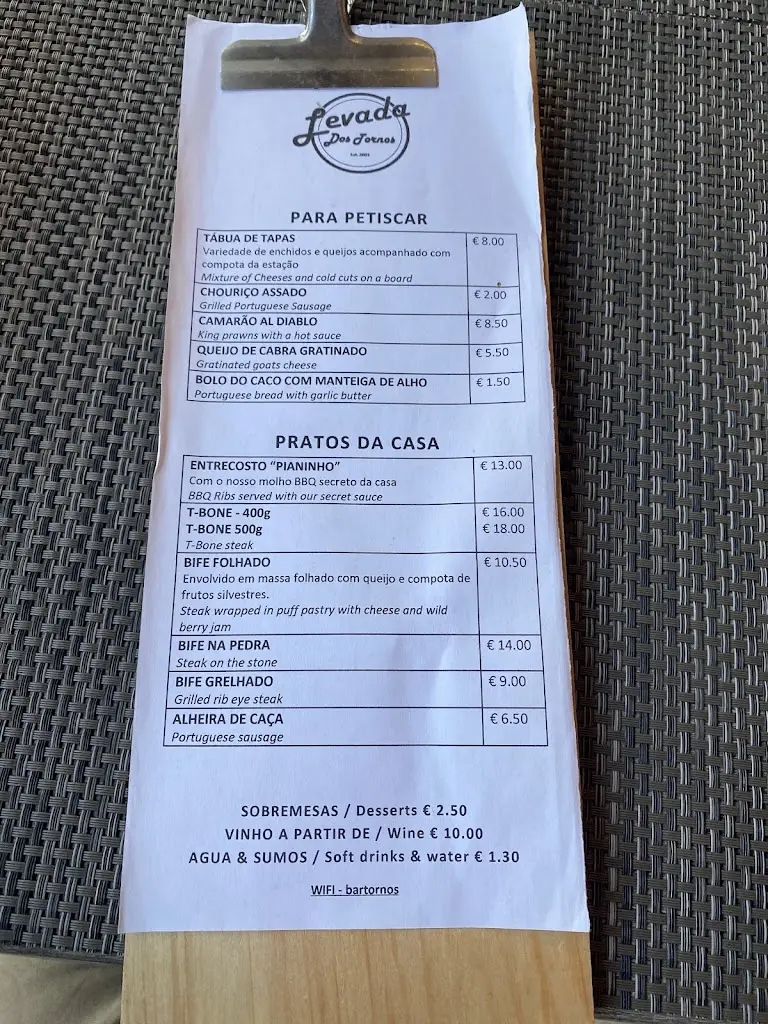 Levada
Dos Tornos
PARA PETISCAR
TÁBUA DE TAPAS € 8.00
Variedade de enchidos e queijos acompanhado com
compota da estação
Mixture of Cheeses and cold cuts on a board
CHOURIÇO ASSADO € 2.00
Grilled Portuguese Sausage
CAMARÃO AL DIABLO € 8.50
King prawns with a hot sauce
QUEIJO DE CABRA GRATINADO € 5.50
Gratinated goats cheese
BOLO DO CACO COM MANTEIGA DE ALHO € 1.50
Portuguese bread with garlic butter
PRATOS DA CASA
ENTRECOSTO "PIANINHO" € 13.00
Com o nosso molho BBQ secreto da casa
BBQ Ribs served with our secret sauce
T-BONE - 400g € 16.00
T-BONE 500g € 18.00
T-Bone steak
BIFE FOLHADO € 10.50
Envolvido em massa folhado com queijo e compota de
frutos silvestres.
Steak wrapped in puff pastry with cheese and wild
berry jam
BIFE NA PEDRA € 14.00
Steak on the stone
BIFE GRELHADO € 9.00
Grilled rib eye steak
ALHEIRA DE CAÇA € 6.50
Portuguese sausage
SOBREMESAS / Desserts € 2.50
VINHO A PARTIR DE / Wine € 10.00
AGUA & SUMOS / Soft drinks & water € 1.30
WIFI - bartornos